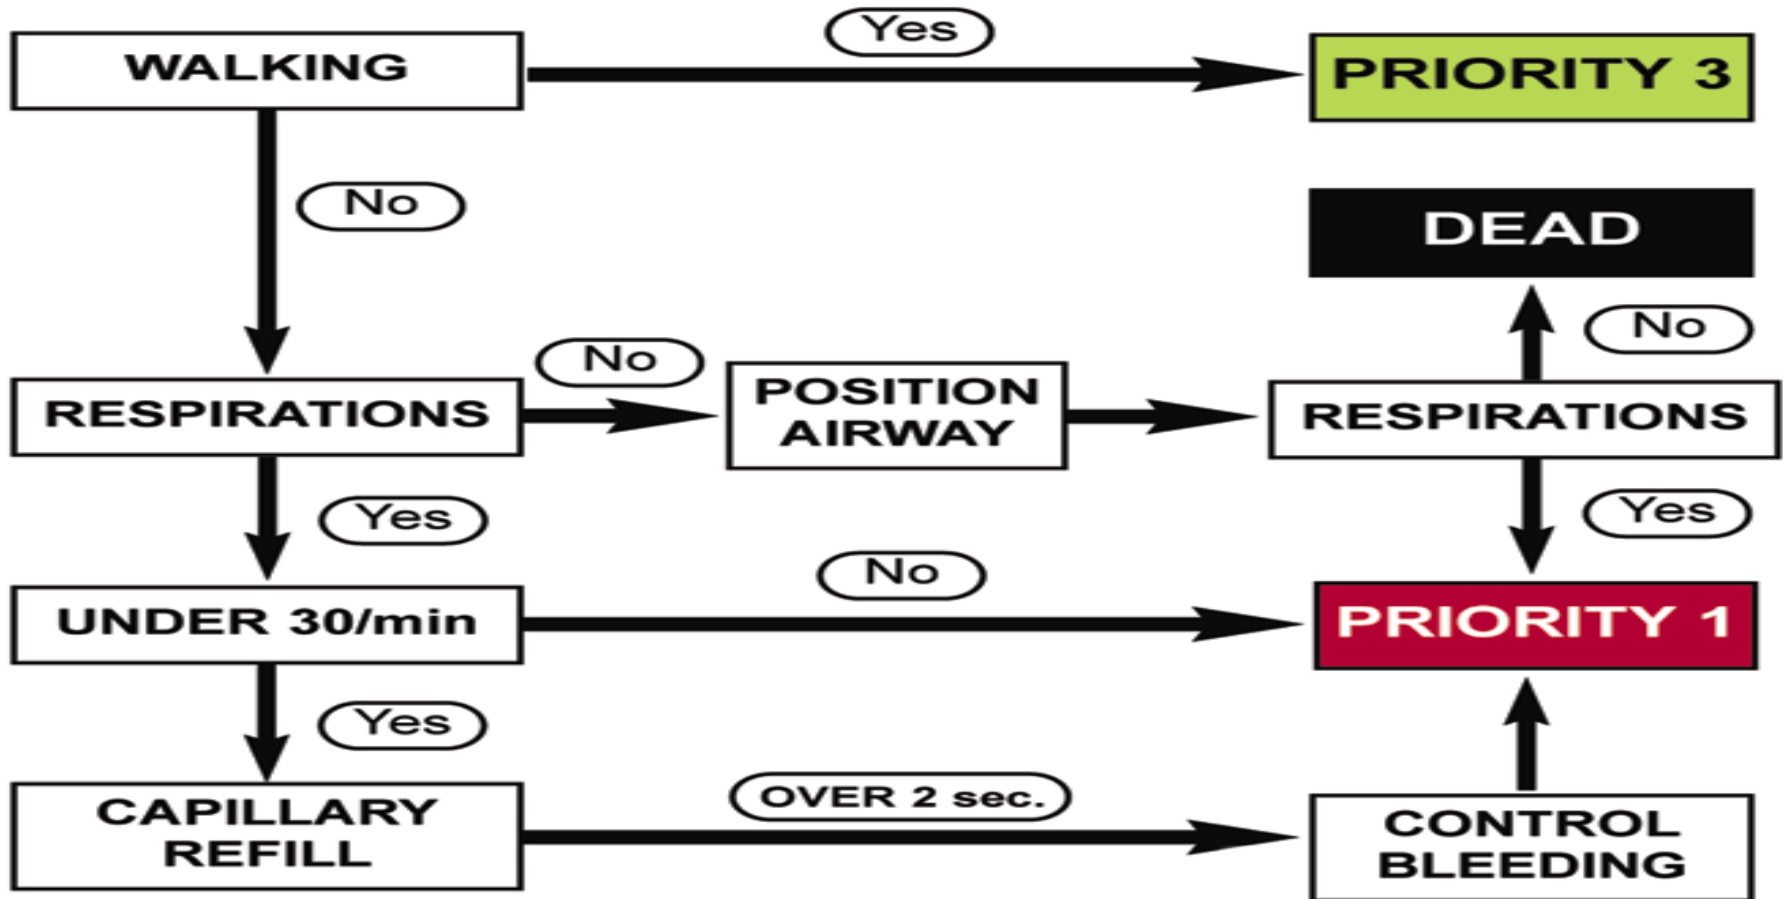 WALKING
Yes
PRIORITY 3
No
DEAD
No
RESPIRATIONS
No
POSITION
AIRWAY
RESPIRATIONS
Yes
Yes
UNDER 30/min
No
PRIORITY 1
Yes
CAPILLARY
REFILL
OVER 2 sec.
CONTROL
BLEEDING